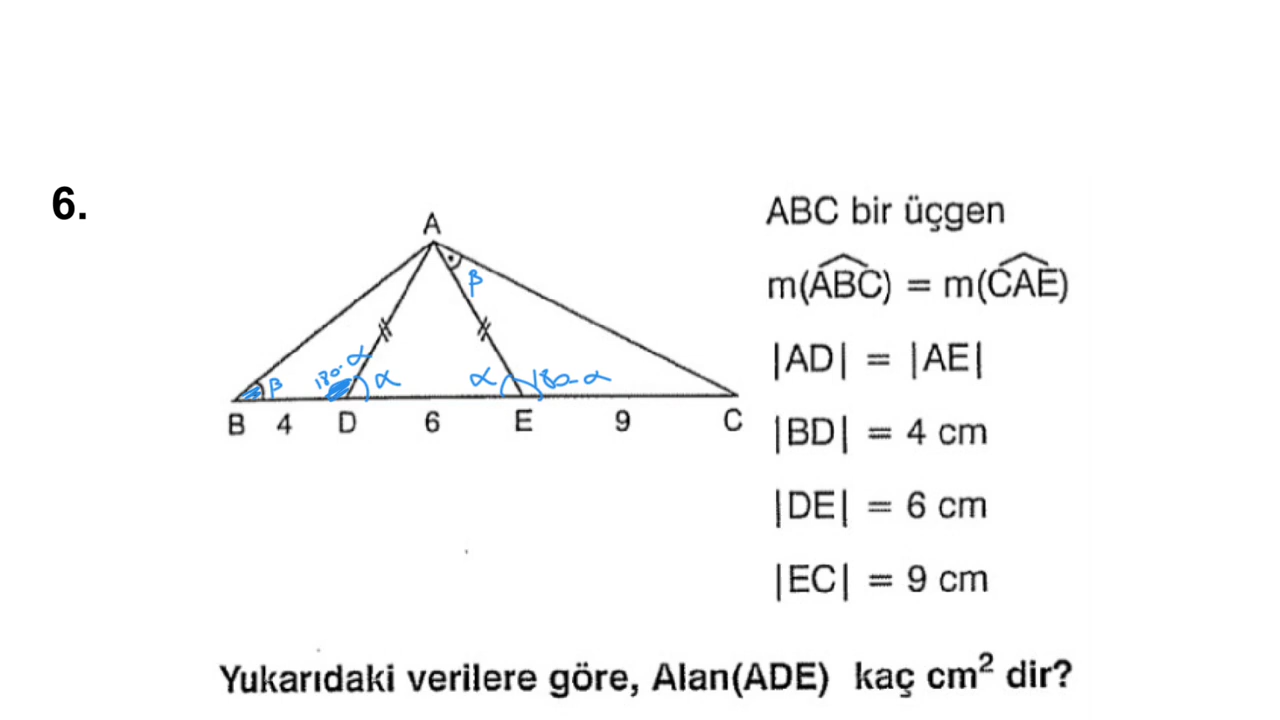 6.
ABC bir üçgen
m(ABC) = m(CAE)
|AD| = |AE|
|BD| = 4 cm
|DE| = 6 cm
|EC| = 9 cm
A
β
180-α
α
β
α
α
180-α
B 4 D 6 E 9 C
Yukarıdaki verilere göre, Alan(ADE) kaç cm² dir?